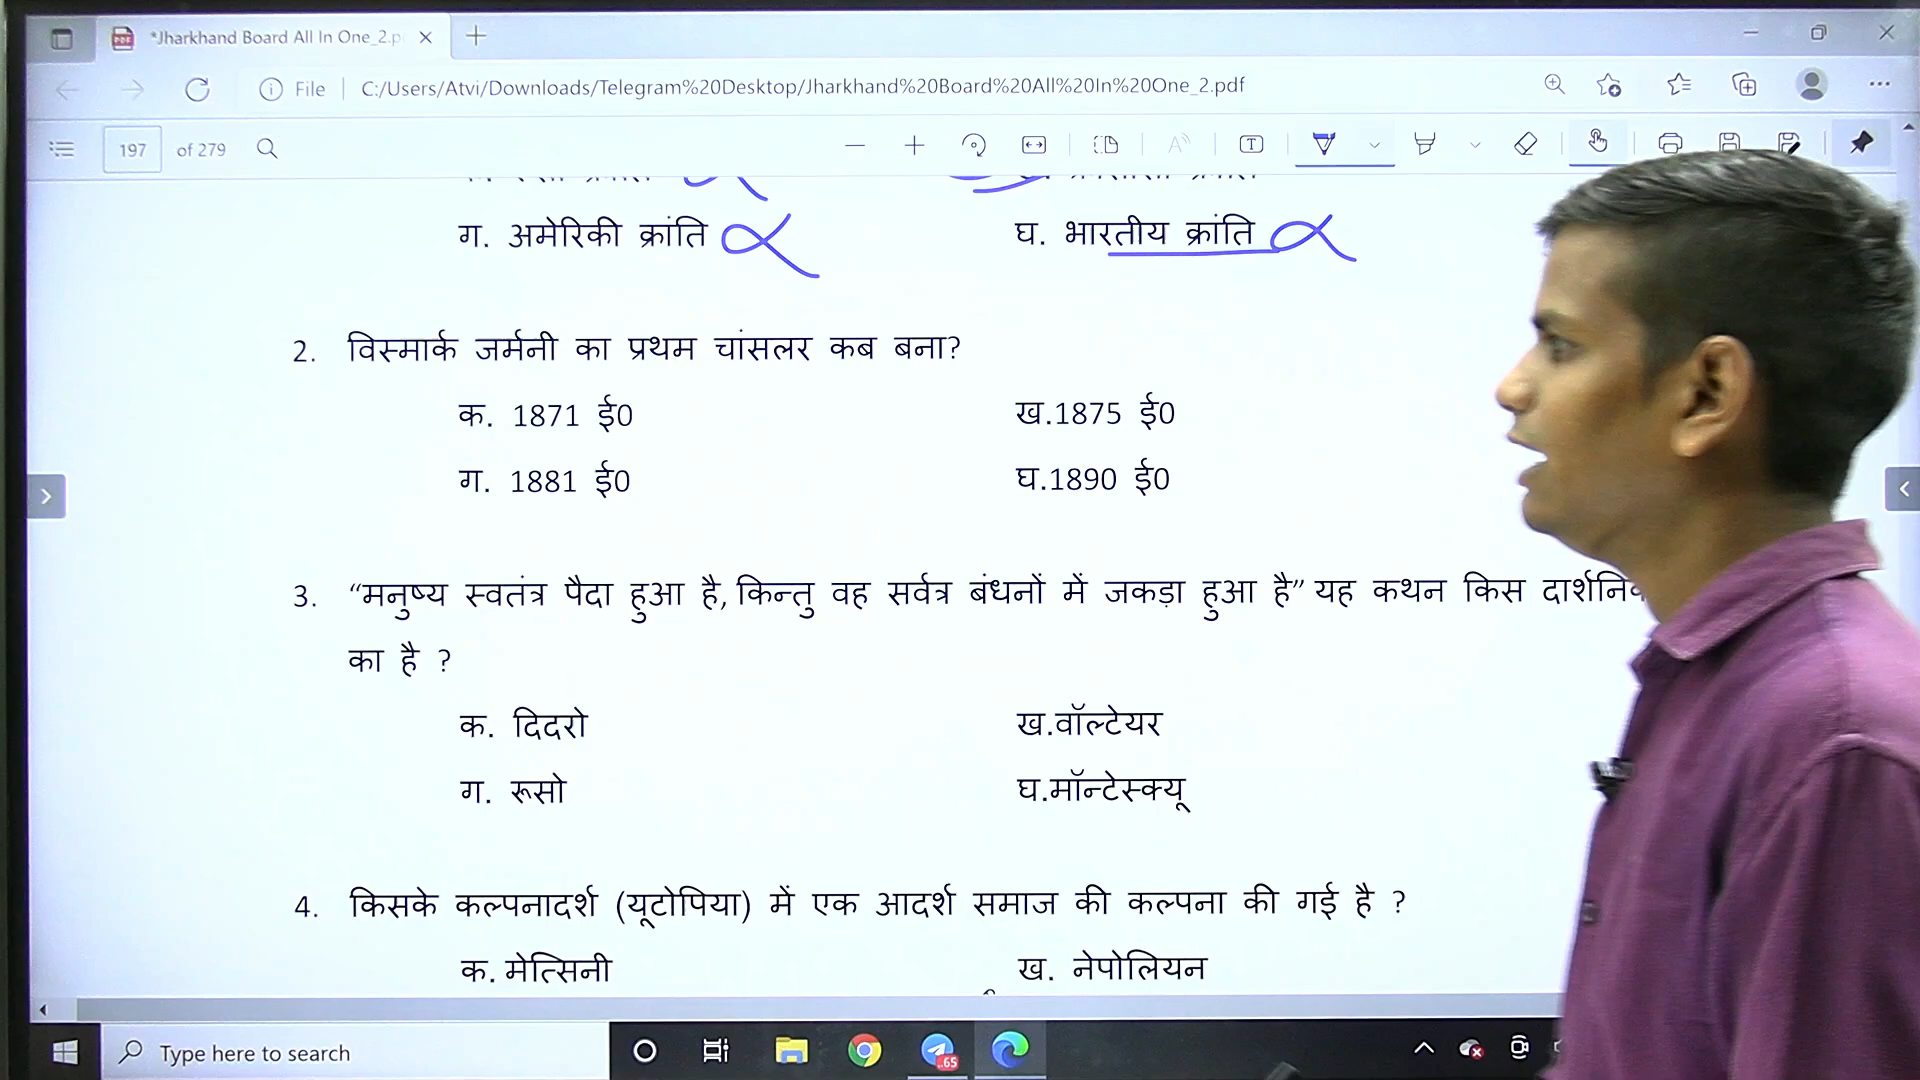 *Jharkhand Board All In One_2.p
File
C:/Users/Atvi/Downloads/Telegram%20Desktop/Jharkhand%20Board%20All%20In%20One_2.pdf
197 of 279
ग. अमेरिकी क्रांति
घ. भारतीय क्रांति
2. विस्मार्क जर्मनी का प्रथम चांसलर कब बना?
क. 1871 ई0
ख.1875 ई0
ग. 1881 ई0
घ.1890 ई0
3. “मनुष्य स्वतंत्र पैदा हुआ है, किन्तु वह सर्वत्र बंधनों में जकड़ा हुआ है” यह कथन किस
का है ?
क. दिदरो
ख.वॉल्टेयर
ग. रूसो
घ.मॉन्टेस्क्यू
4. किसके कल्पनादर्श (यूटोपिया) में एक आदर्श समाज की कल्पना की गई है ?
क. मेत्सिनी
ख. नेपोलियन
Type here to search
65